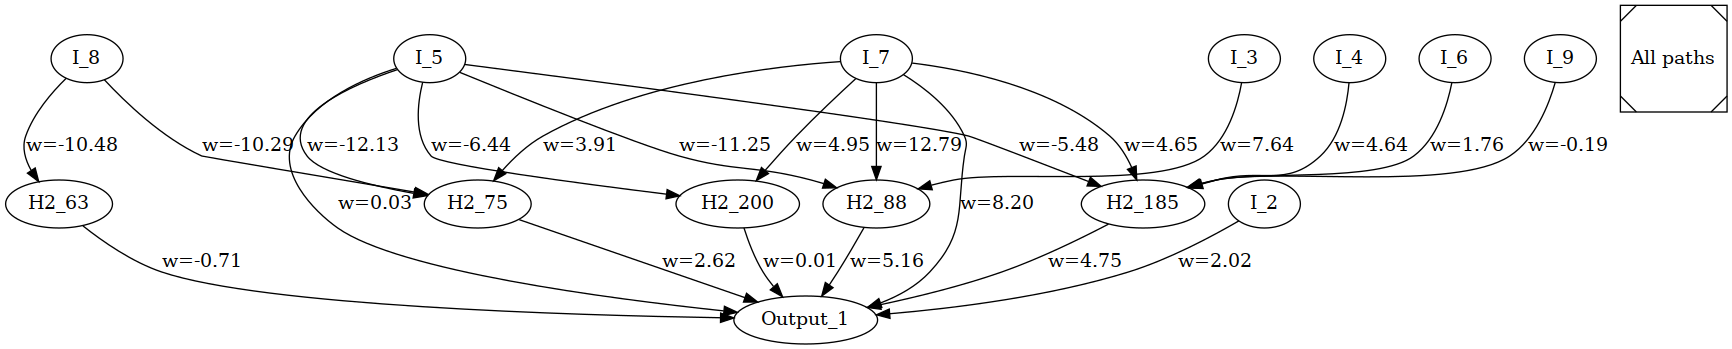 I_8
I_5
I_7
I_3
I_4
I_6
I_9
All paths
w=-10.48
w=-10.29
w=-12.13
w=-6.44
w=3.91
w=-11.25
w=4.95
w=12.79
w=-5.48
w=4.65
w=7.64
w=4.64
w=1.76
w=-0.19
H2_63
w=0.03
H2_75
H2_200
H2_88
w=8.20
H2_185
I_2
w=-0.71
w=2.62
w=0.01
w=5.16
w=4.75
w=2.02
Output_1